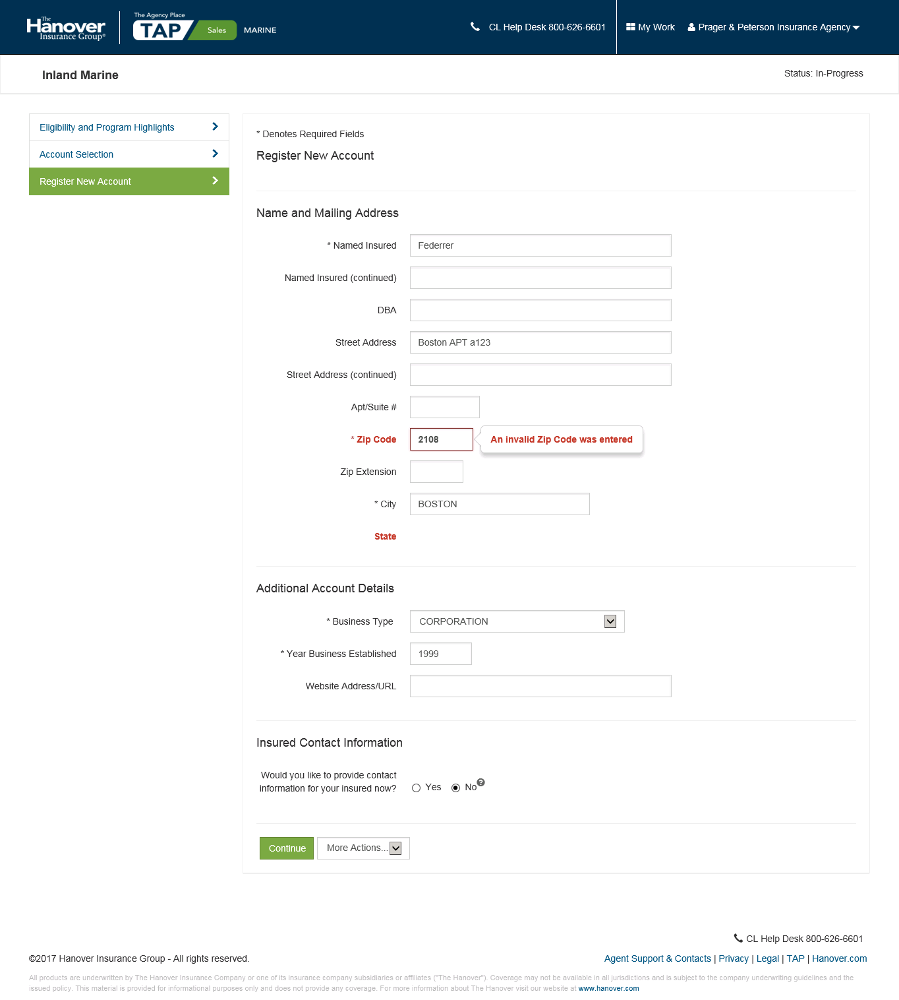 The
Hanover
Insurance Group®
The Agency Place
TAP Sales MARINE
CL Help Desk 800-626-6601
My Work
Prager & Peterson Insurance Agency
Inland Marine
Status: In-Progress
Eligibility and Program Highlights
Account Selection
Register New Account
* Denotes Required Fields
Register New Account
Name and Mailing Address
* Named Insured Federrer
Named Insured (continued)
DBA
Street Address Boston APT a123
Street Address (continued)
Apt/Suite #
* Zip Code 2108 An invalid Zip Code was entered
Zip Extension
* City BOSTON
State
Additional Account Details
* Business Type CORPORATION
* Year Business Established 1999
Website Address/URL
Insured Contact Information
Would you like to provide contact
information for your insured now? Yes No ?
Continue More Actions...
CL Help Desk 800-626-6601
©2017 Hanover Insurance Group - All rights reserved.
Agent Support & Contacts | Privacy | Legal | TAP | Hanover.com
All products are underwritten by The Hanover Insurance Company or one of its insurance company subsidiaries or affiliates ("The Hanover"). Coverage may not be available in all jurisdictions and is subject to the company underwriting guidelines and the
issued policy. This material is provided for informational purposes only and does not provide any coverage. For more information about The Hanover visit our website at www.hanover.com